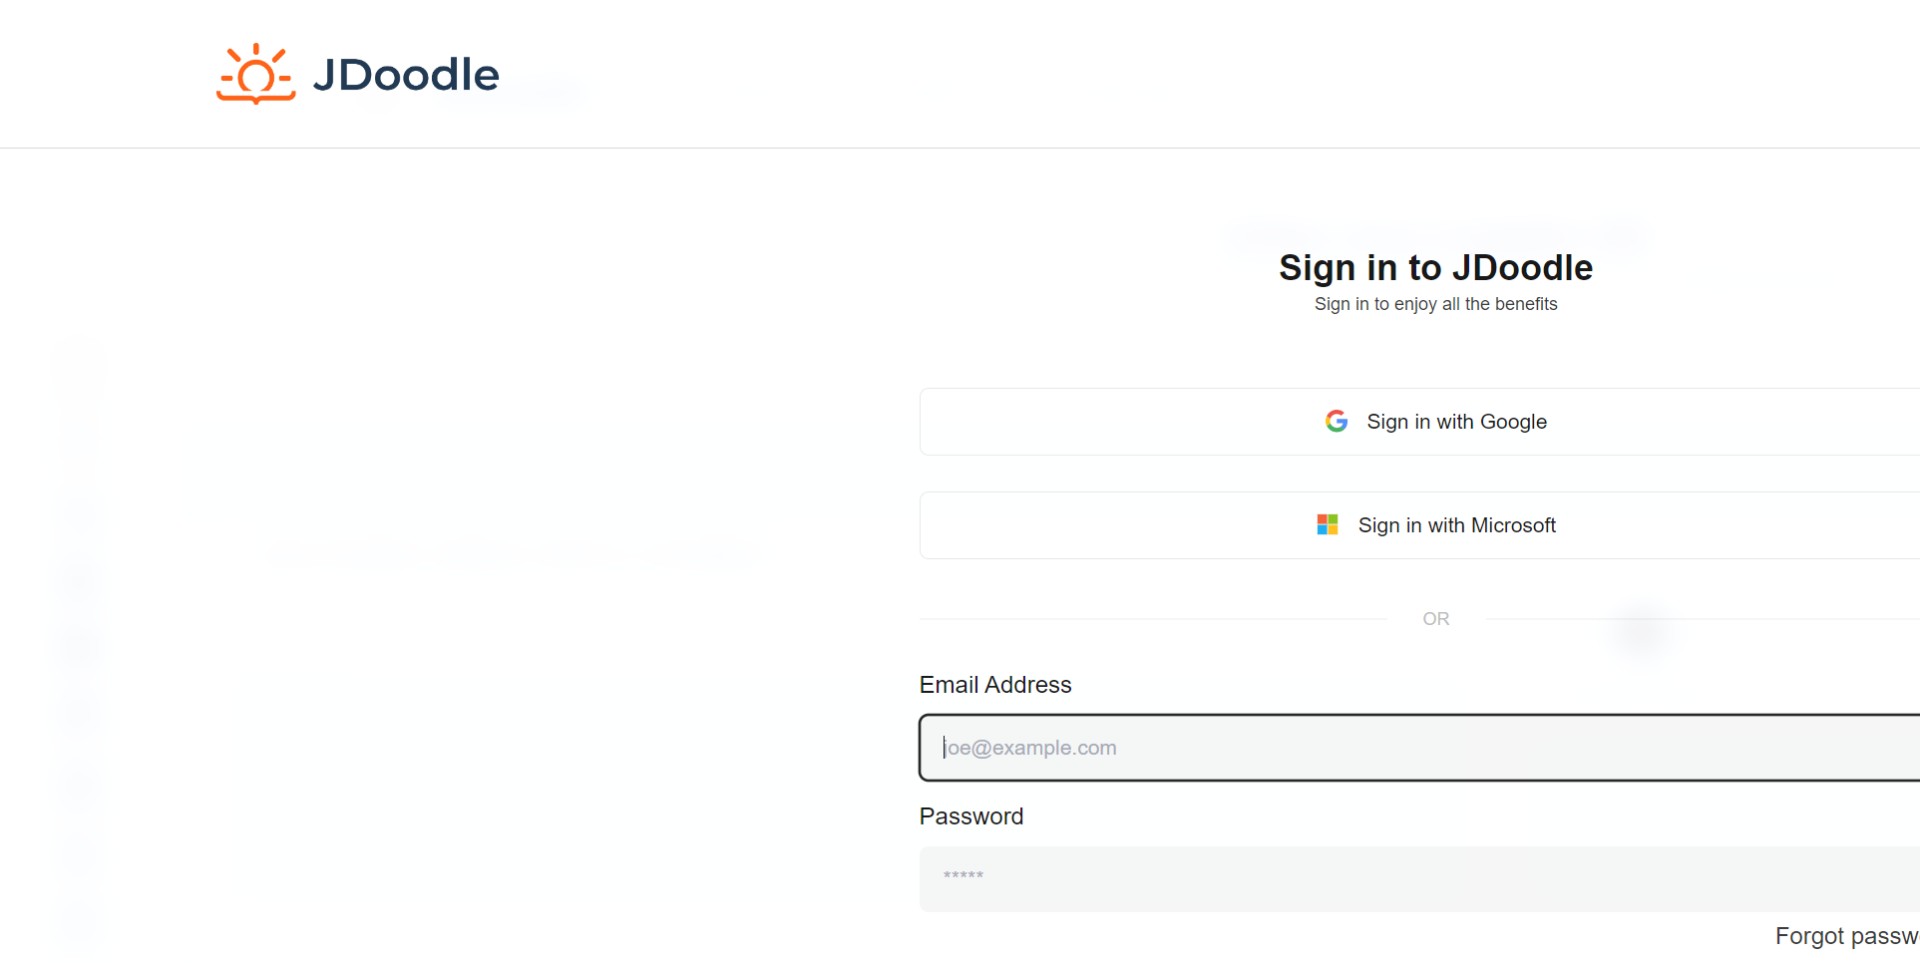 JDoodle
Sign in to JDoodle
Sign in to enjoy all the benefits
Sign in with Google
Sign in with Microsoft
OR
Email Address
joe@example.com
Password
*****
Forgot passw